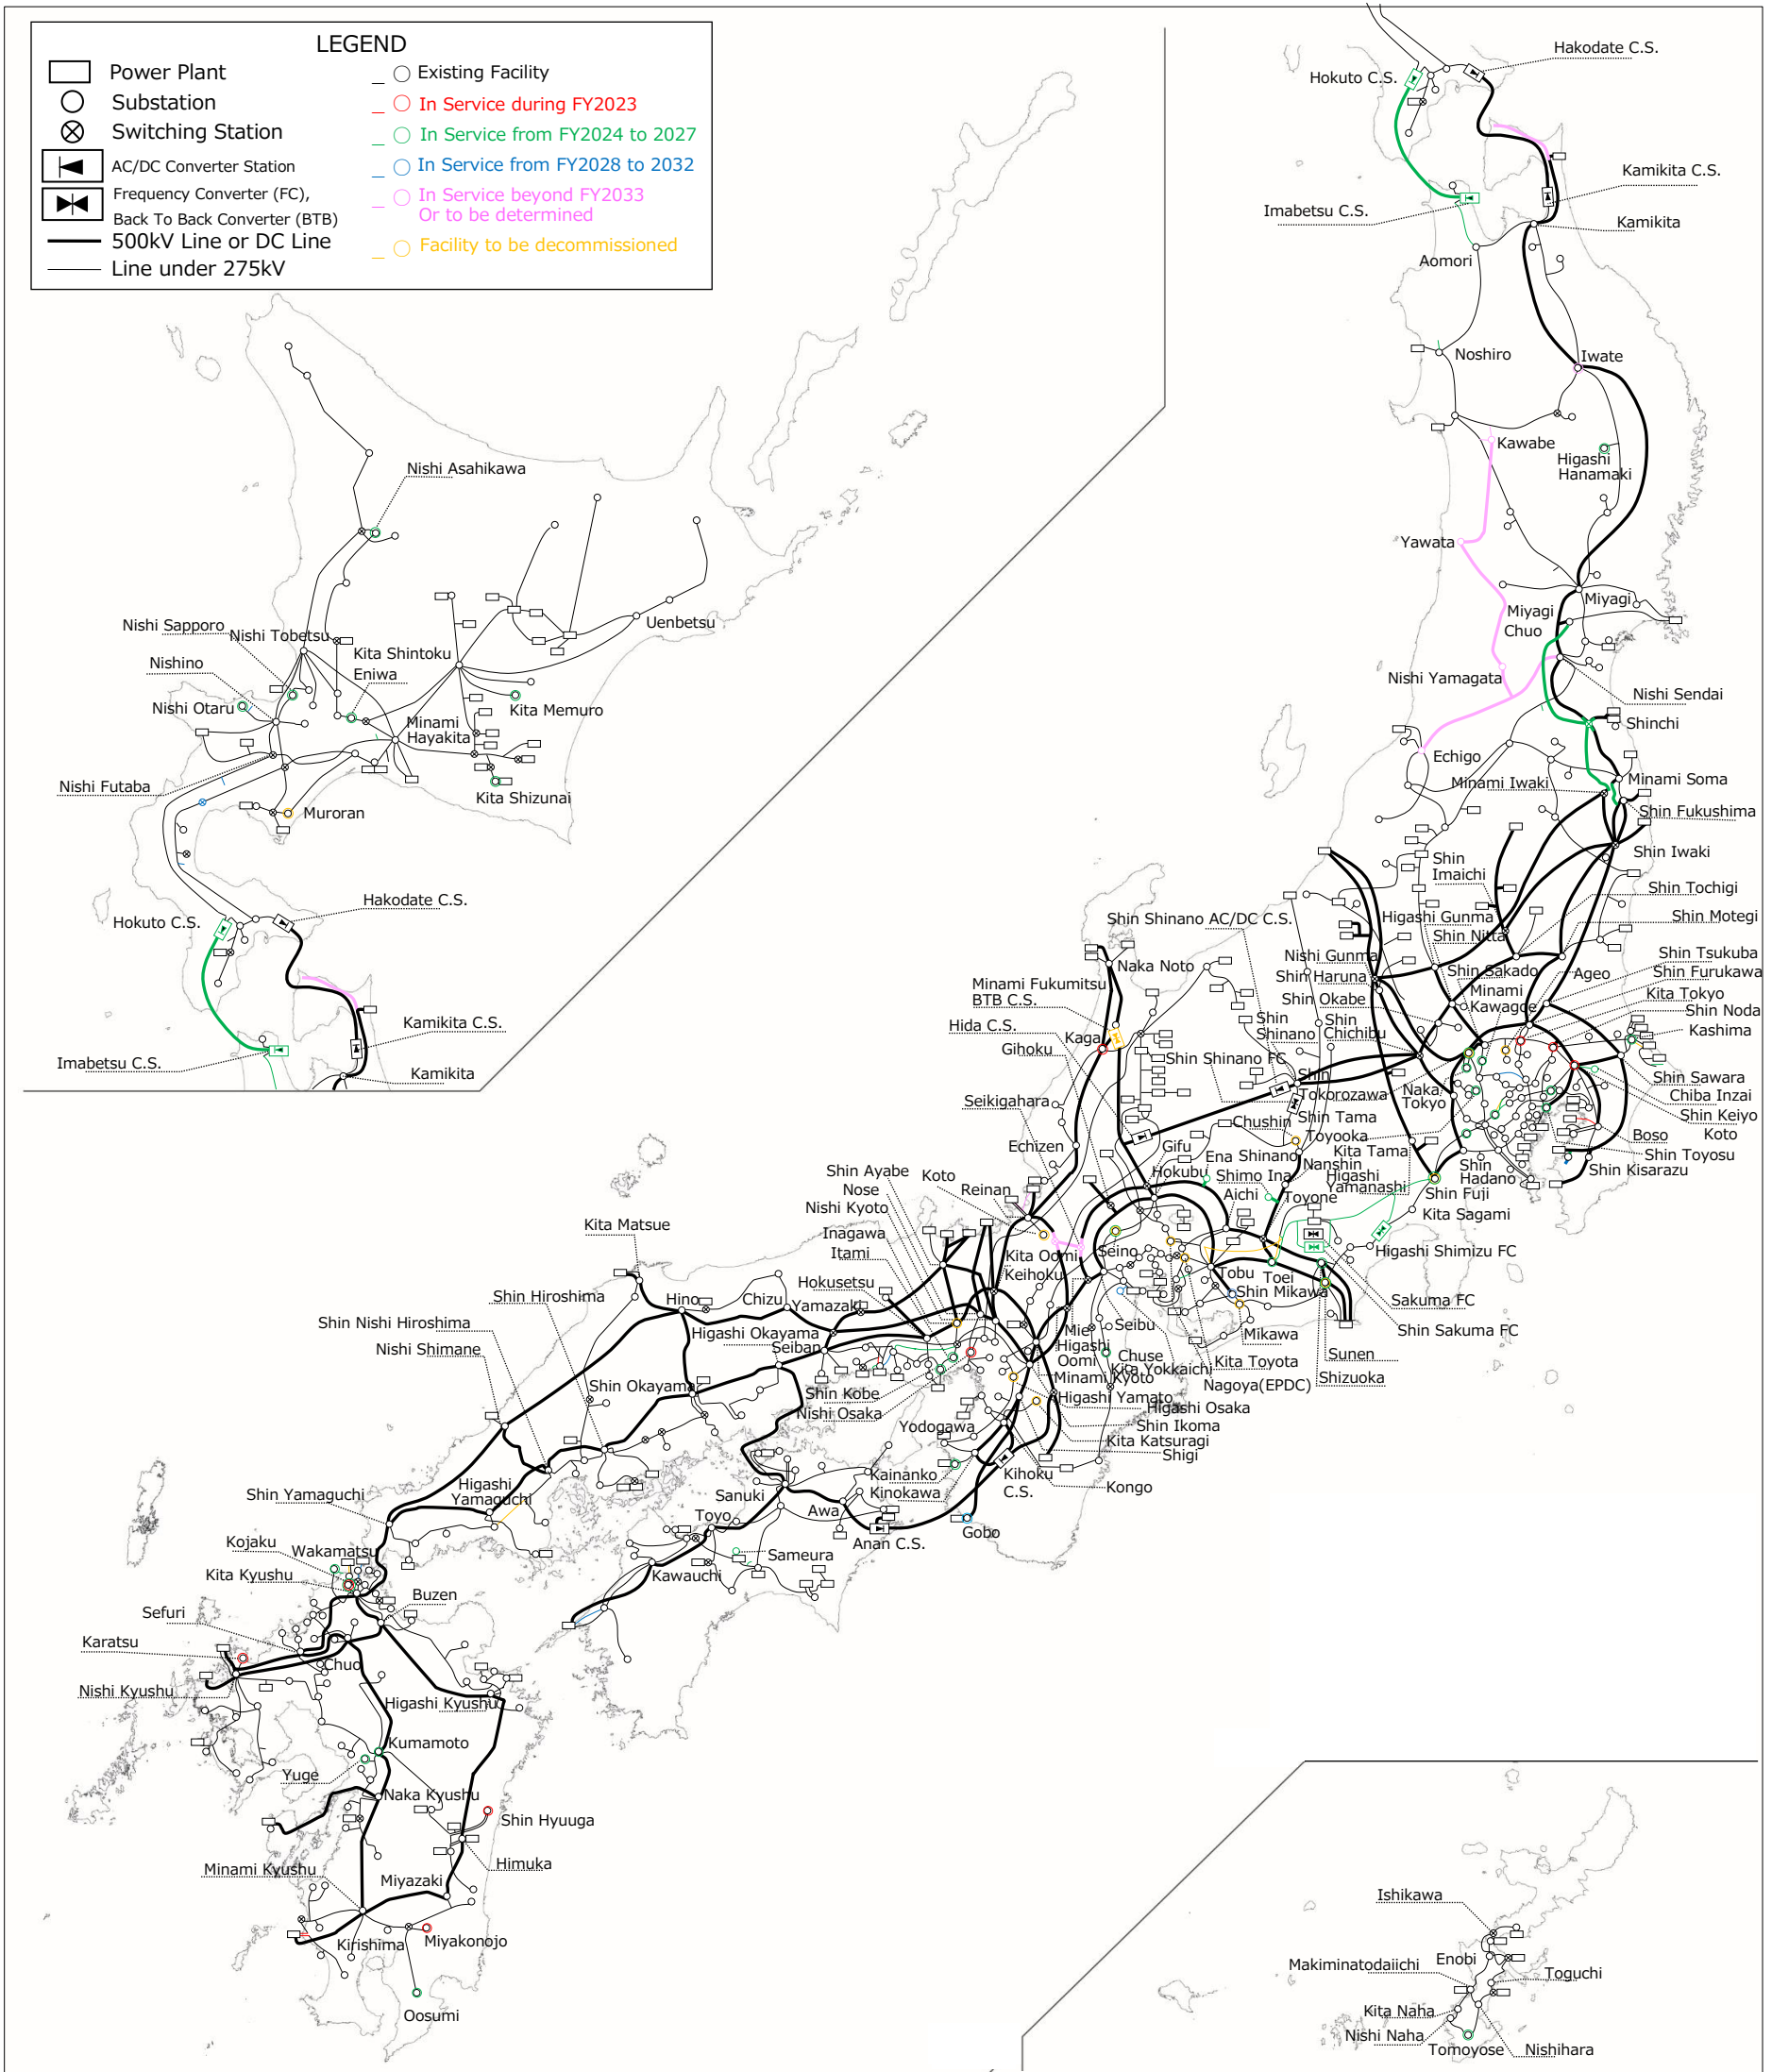 LEGEND
Power Plant
Substation
Switching Station
AC/DC Converter Station
Frequency Converter (FC),
Back To Back Converter (BTB)
500kV Line or DC Line
Line under 275kV
Existing Facility
In Service during FY2023
In Service from FY2024 to 2027
In Service from FY2028 to 2032
In Service beyond FY2033
Or to be determined
Facility to be decommissioned
Hakodate C.S.
Hokuto C.S.
Kamikita C.S.
Imabetsu C.S.
Kamikita
Aomori
Noshiro
Iwate
Kawabe
Higashi
Hanamaki
Yawata
Miyagi
Miyagi
Chuo
Nishi Yamagata
Nishi Sendai
Shinchi
Echigo
Minami Soma
Minami Iwaki
Shin Fukushima
Shin Iwaki
Shin
Imaichi
Shin Tochigi
Higashi Gunma
Shin Motegi
Shin Nitta
Nishi Gunma
Shin Tsukuba
Shin Haruna
Shin Sakado
Ageo
Shin Furukawa
Minami
Kawagoe
Kita Tokyo
Shin Okabe
Shin Noda
Shin
Chichibu
Kashima
Shin
Shinano
Shin Shinano AC/DC C.S.
Shin Shinano FC
Shin
Tokorozawa
Naka
Tokyo
Shin Sawara
Chiba Inzai
Shin Keiyo
Shin Tama
Toyooka
Kita Tama
Boso
Koto
Shin Toyosu
Shin Kisarazu
Higashi
Yamanashi
Shin
Hadano
Shin Fuji
Kita Sagami
Higashi Shimizu FC
Sakuma FC
Shin Sakuma FC
Sunen
Shizuoka
Nishi Asahikawa
Nishi Sapporo
Nishi Tobetsu
Nishino
Nishi Otaru
Kita Shintoku
Eniwa
Uenbetsu
Kita Memuro
Minami
Hayakita
Nishi Futaba
Kita Shizunai
Muroran
Hakodate C.S.
Hokuto C.S.
Kamikita C.S.
Imabetsu C.S.
Kamikita
Naka Noto
Minami Fukumitsu
BTB C.S.
Hida C.S.
Kaga
Gihoku
Seikigahara
Echizen
Chushin
Gifu
Ena
Shinano
Nanshin
Hokubu
Shimo Ina
Aichi
Toyone
Shin Ayabe
Koto
Nose
Reinan
Nishi Kyoto
Inagawa
Itami
Kita Oomi
Seino
Keihoku
Tobu
Toei
Shin Mikawa
Hokusetsu
Kita Matsue
Hino
Chizu
Yamazaki
Shin Hiroshima
Shin Nishi Hiroshima
Higashi Okayama
Seiban
Nishi Shimane
Shin Okayama
Shin Kobe
Nishi Osaka
Mie
Higashi
Oomi
Seibu
Mikawa
Chuse
Kita Yokkaichi
Kita Toyota
Minami Kyoto
Nagoya(EPDC)
Higashi Yamato
Higashi Osaka
Shin Ikoma
Kita Katsuragi
Shigi
Yodogawa
Kainanko
Kinokawa
Kihoku
C.S.
Kongo
Gobo
Anan C.S.
Awa
Sanuki
Toyo
Sameura
Kawauchi
Higashi
Yamaguchi
Shin Yamaguchi
Kojaku
Wakamatsu
Kita Kyushu
Buzen
Sefuri
Karatsu
Chuo
Nishi Kyushu
Higashi Kyushu
Kumamoto
Yuge
Naka Kyushu
Shin Hyuuga
Himuka
Minami Kyushu
Miyazaki
Kirishima
Miyakonojo
Oosumi
Ishikawa
Enobi
Makiminatodaiichi
Toguchi
Kita Naha
Nishi Naha
Tomoyose
Nishihara